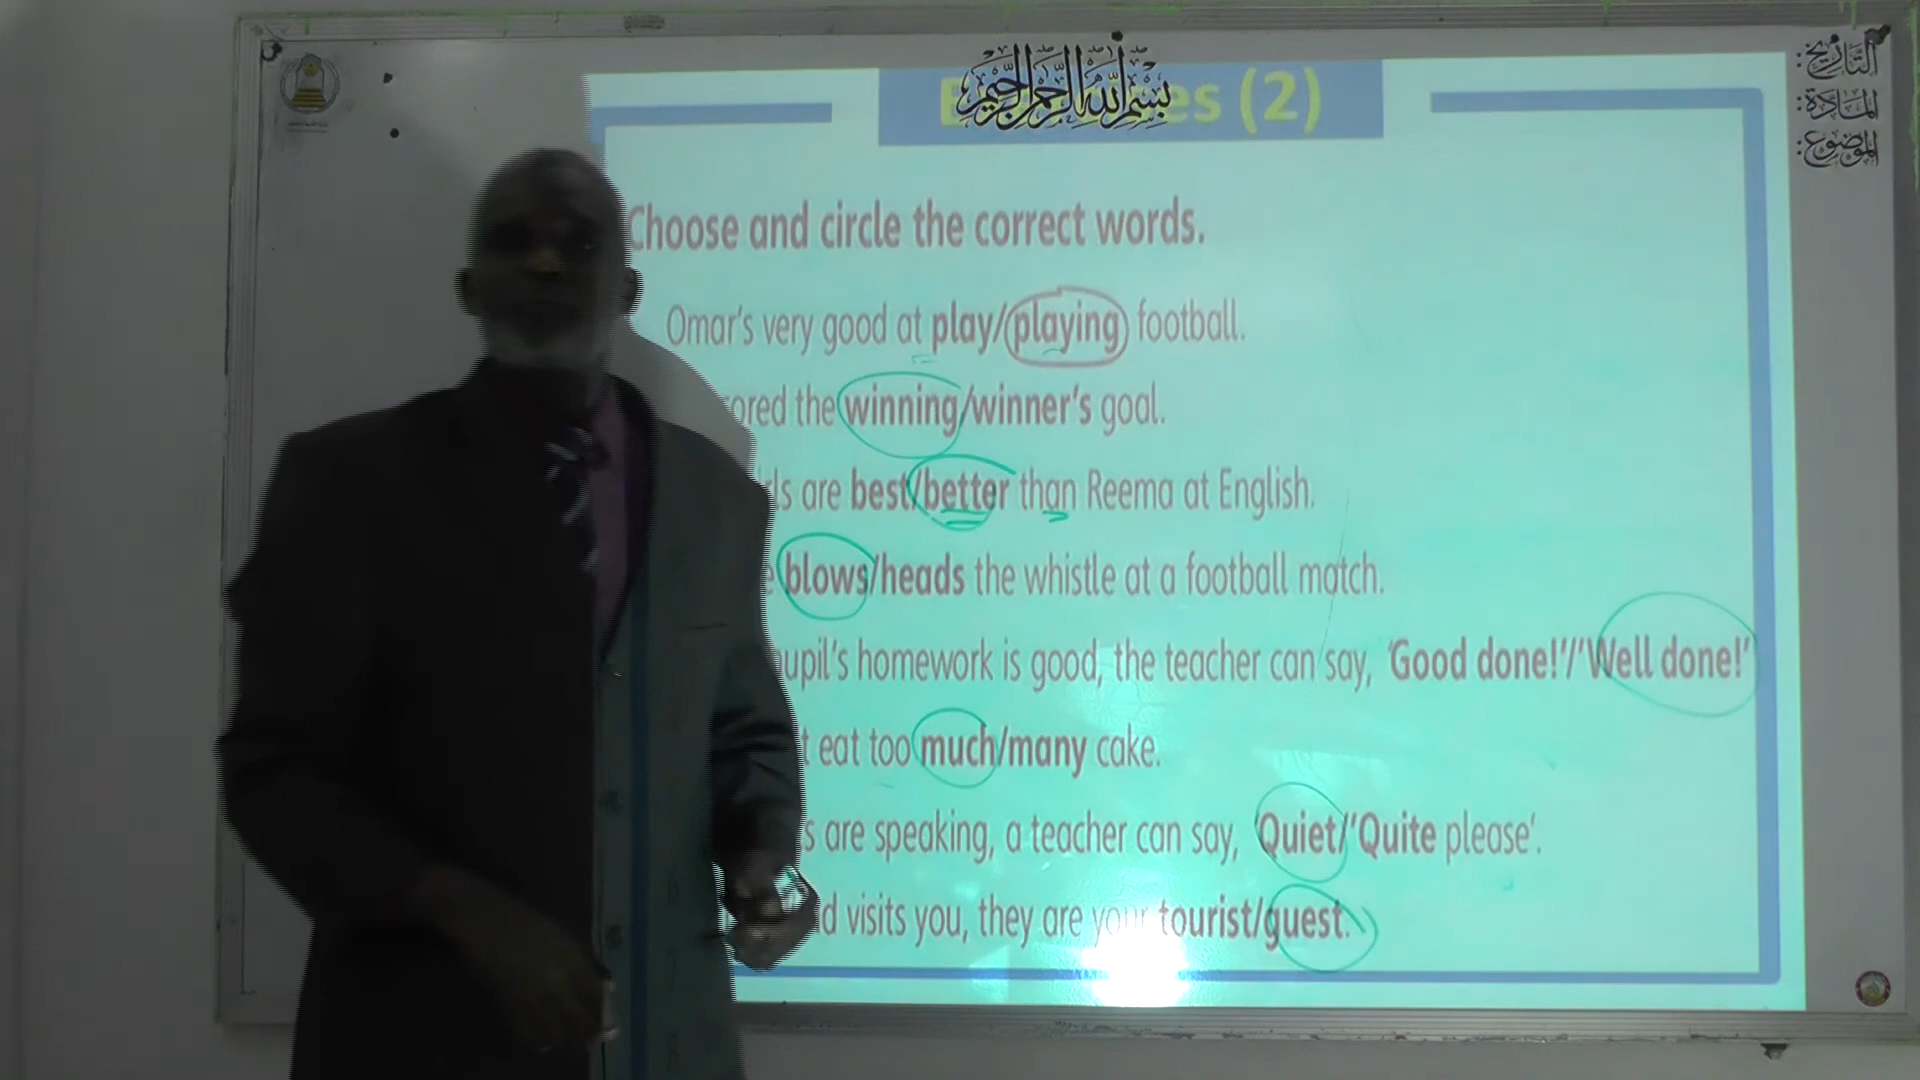 بسم الله الرحمن الرحيم
(2)
التاريخ:
المادة:
الموضوع:
Choose and circle the correct words.
Omar's very good at play/playing football.
the winning/winner's goal.
are best/better than Reema at English.
blows/heads the whistle at a football match.
homework is good, the teacher can say, 'Good done!'/'Well done!'
eat too much/many cake.
are speaking, a teacher can say, 'Quiet/'Quite please'.
visits you, they are your tourist/guest.